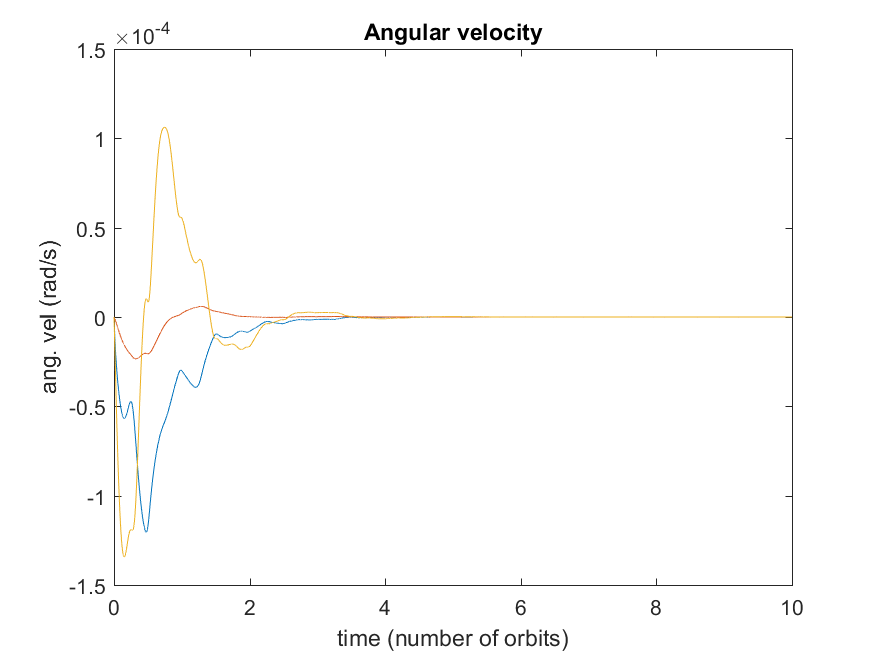 Angular velocity
×10-4
1.5
1
0.5
0
-0.5
-1
-1.5
ang. vel (rad/s)
0 2 4 6 8 10
time (number of orbits)